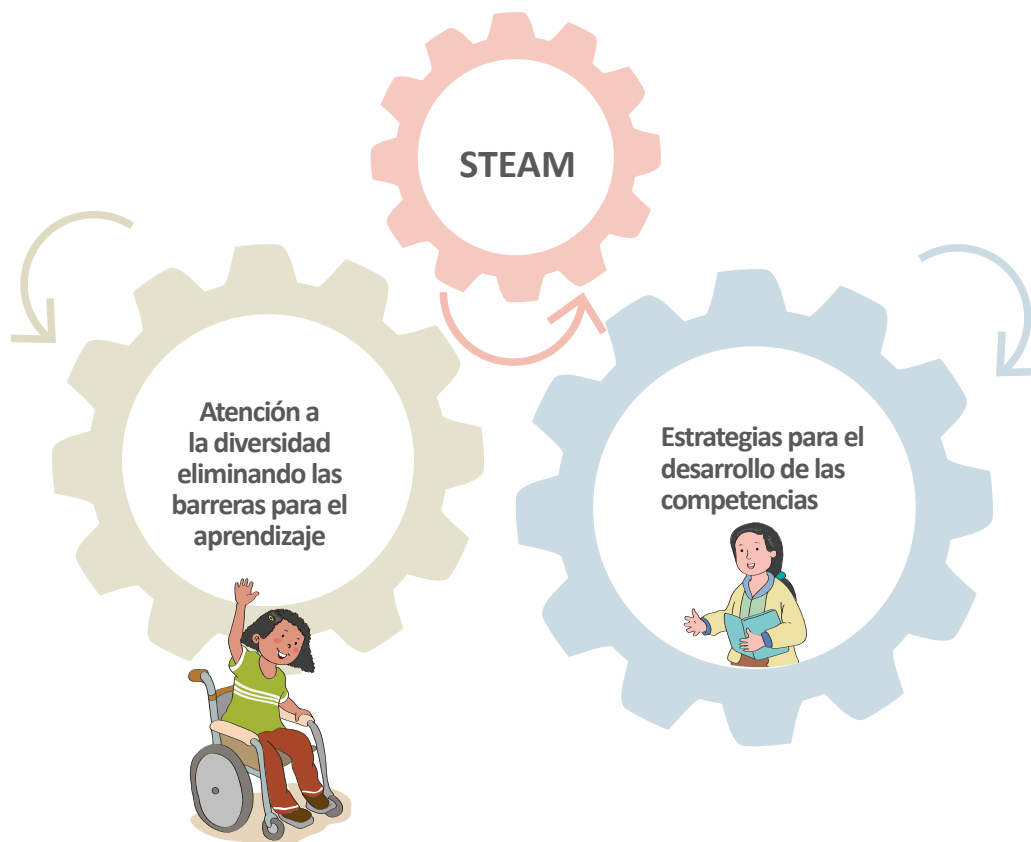 STEAM
Atención a
la diversidad
eliminando las
barreras para el
aprendizaje
Estrategias para el
desarrollo de las
competencias